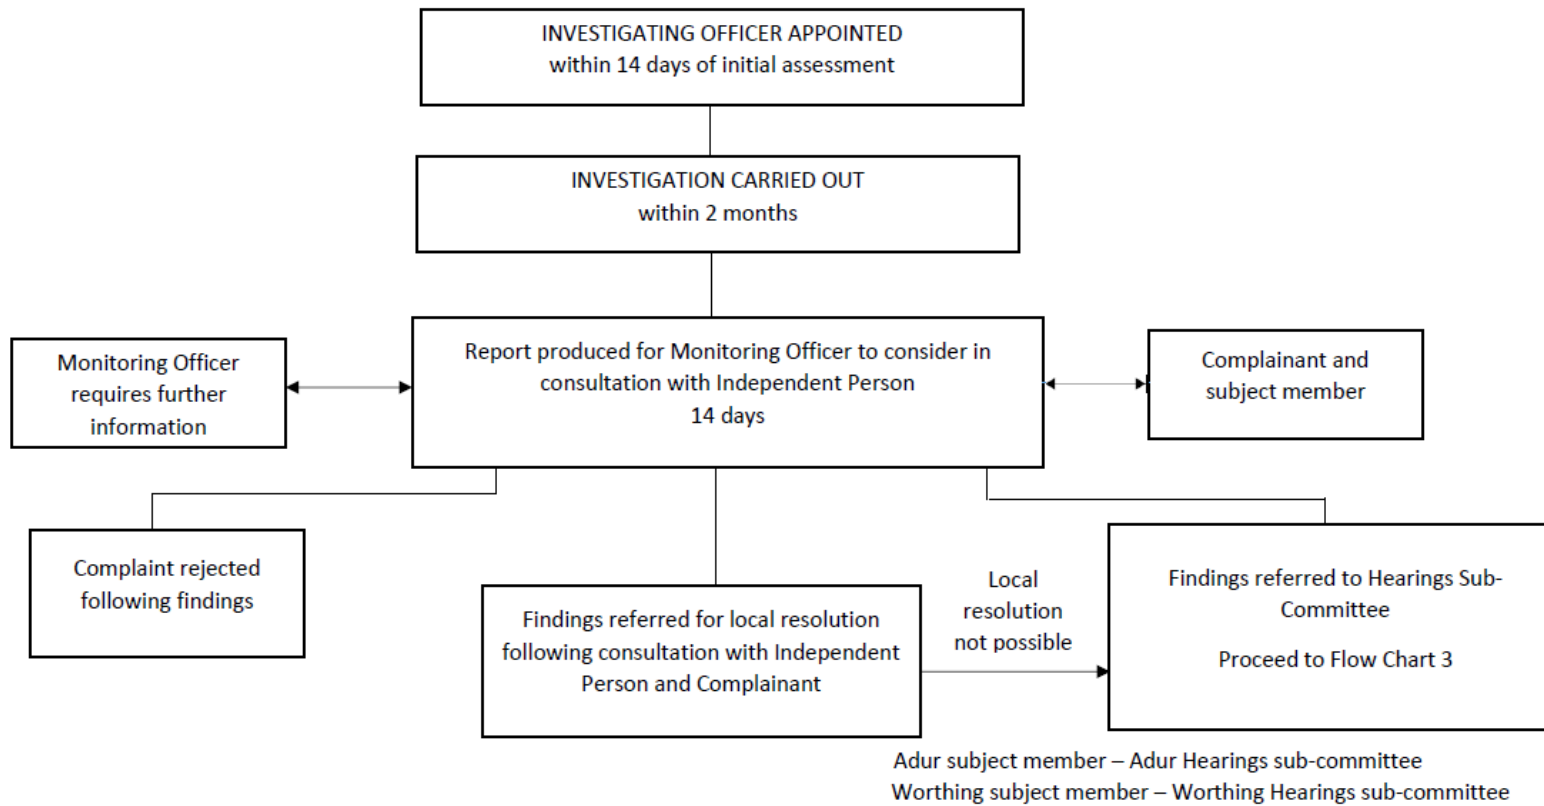 INVESTIGATING OFFICER APPOINTED
within 14 days of initial assessment
INVESTIGATION CARRIED OUT
within 2 months
Monitoring Officer
requires further
information
Report produced for Monitoring Officer to consider in
consultation with Independent Person
14 days
Complainant and
subject member
Complaint rejected
following findings
Findings referred for local resolution
following consultation with Independent
Person and Complainant
Local
resolution
not possible
Findings referred to Hearings Sub-
Committee
Proceed to Flow Chart 3
Adur subject member – Adur Hearings sub-committee
Worthing subject member – Worthing Hearings sub-committee